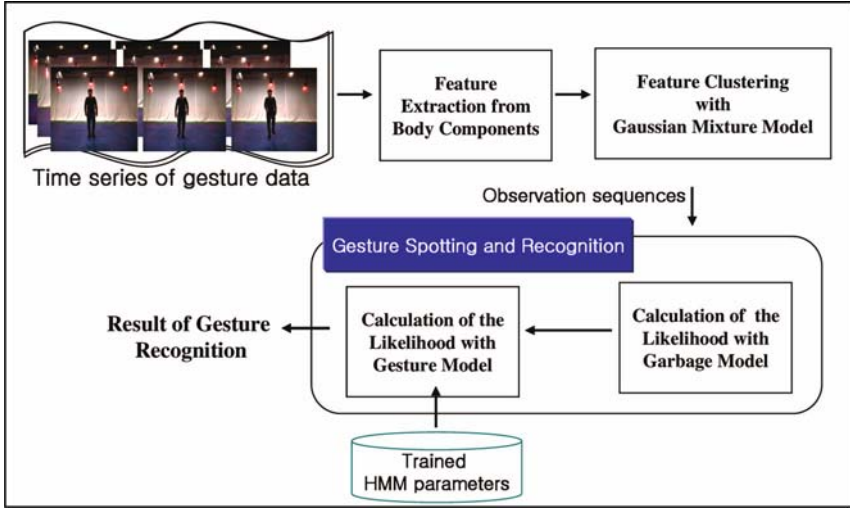 Time series of gesture data
Feature
Extraction from
Body Components
Feature Clustering
with
Gaussian Mixture Model
Observation sequences
Gesture Spotting and Recognition
Calculation of the
Likelihood with
Garbage Model
Calculation of the
Likelihood with
Gesture Model
Result of Gesture
Recognition
Trained
HMM parameters